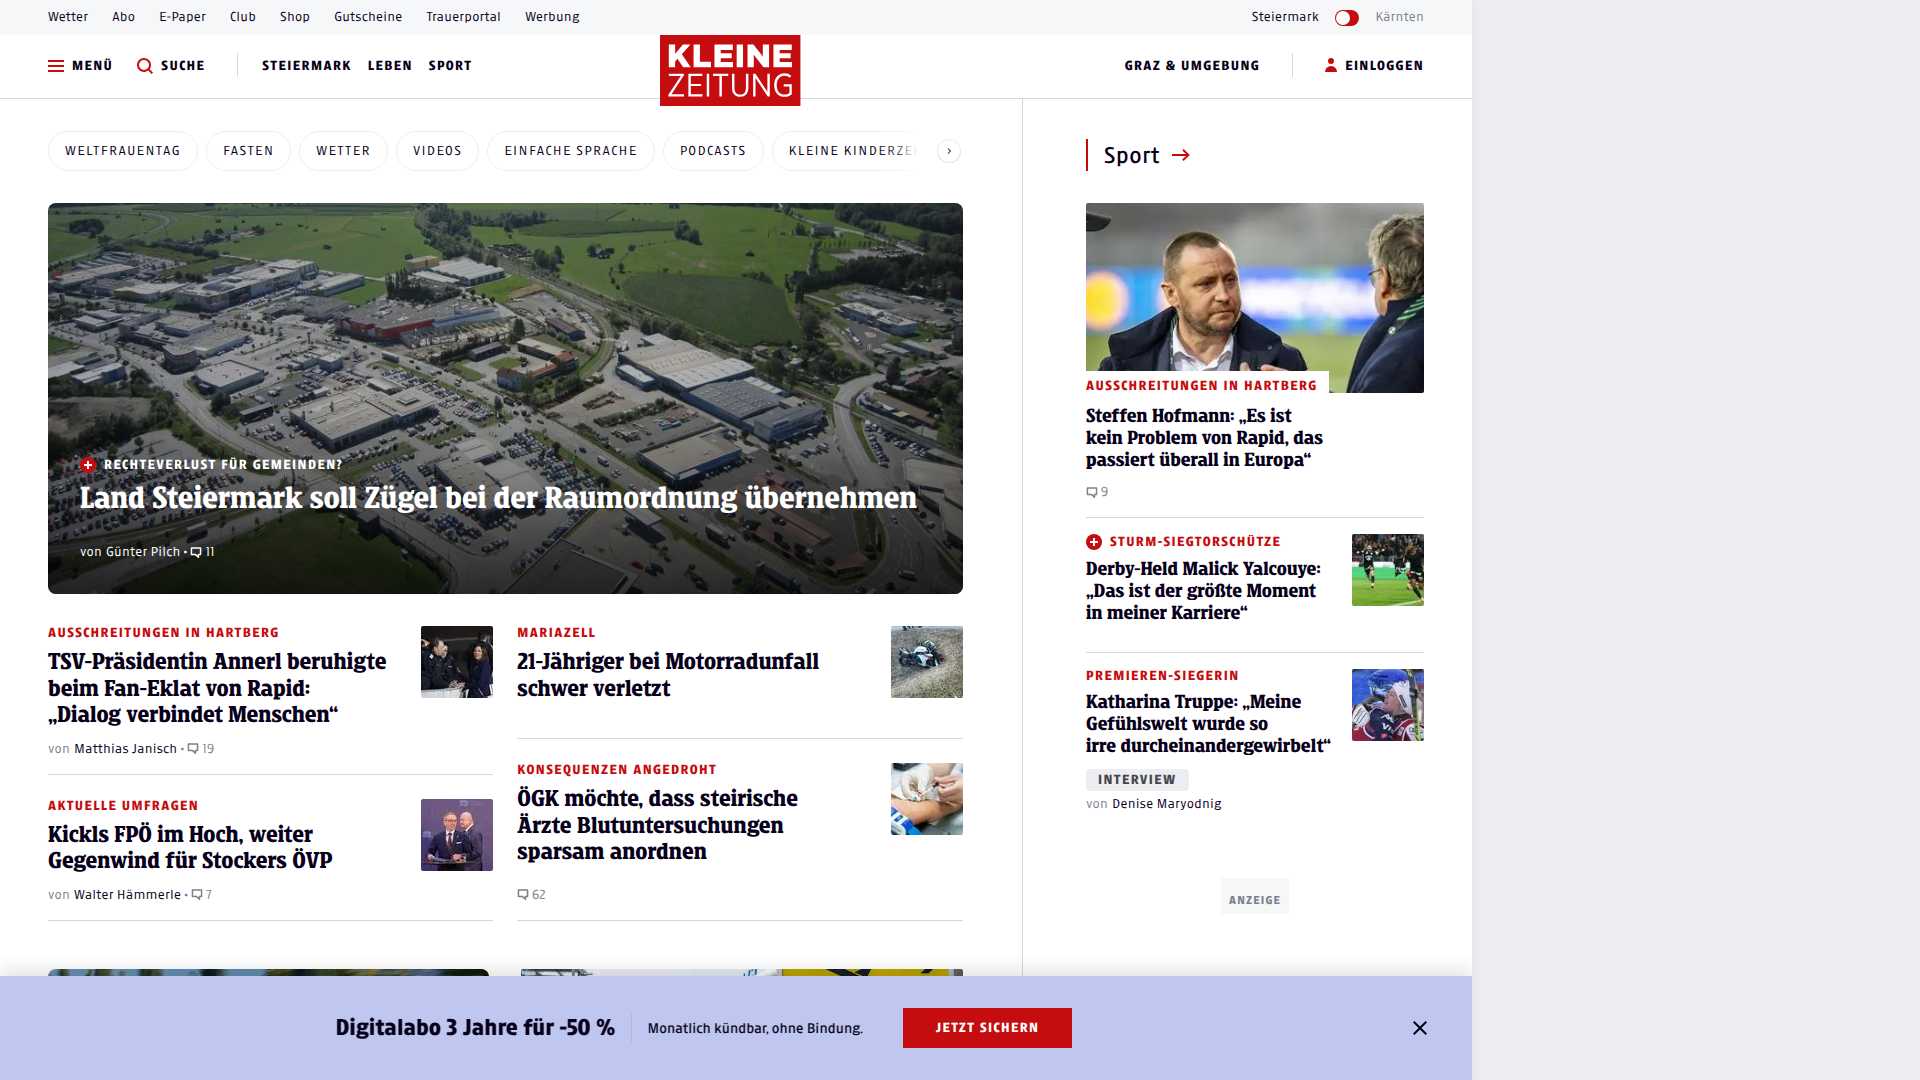 Wetter Abo E-Paper Club Shop Gutscheine Trauerportal Werbung Steiermark Kärnten
MENÜ SUCHE STEIERMARK LEBEN SPORT KLEINE ZEITUNG GRAZ & UMGEBUNG EINLOGGEN
WELTFRAUENTAG FASTEN WETTER VIDEOS EINFACHE SPRACHE PODCASTS KLEINE KINDERZE
RECHTEVERLUST FÜR GEMEINDEN?
Land Steiermark soll Zügel bei der Raumordnung übernehmen
von Günter Pilch • 11
AUSSCHREITUNGEN IN HARTBERG
TSV-Präsidentin Annerl beruhigte
beim Fan-Eklat von Rapid:
„Dialog verbindet Menschen“
von Matthias Janisch • 19
AKTUELLE UMFRAGEN
Kickls FPÖ im Hoch, weiter
Gegenwind für Stockers ÖVP
von Walter Hämmerle • 7
MARIAZELL
21-Jähriger bei Motorradunfall
schwer verletzt
KONSEQUENZEN ANGEDROHT
ÖGK möchte, dass steirische
Ärzte Blutuntersuchungen
sparsam anordnen
62
Sport
AUSSCHREITUNGEN IN HARTBERG
Steffen Hofmann: „Es ist
kein Problem von Rapid, das
passiert überall in Europa“
9
STURM-SIEGTORSCHÜTZE
Derby-Held Malick Yalcouye:
„Das ist der größte Moment
in meiner Karriere“
PREMIEREN-SIEGERIN
Katharina Truppe: „Meine
Gefühlswelt wurde so
irre durcheinandergewirbelt“
INTERVIEW
von Denise Maryodnig
ANZEIGE
Digitalabo 3 Jahre für -50 % Monatlich kündbar, ohne Bindung. JETZT SICHERN